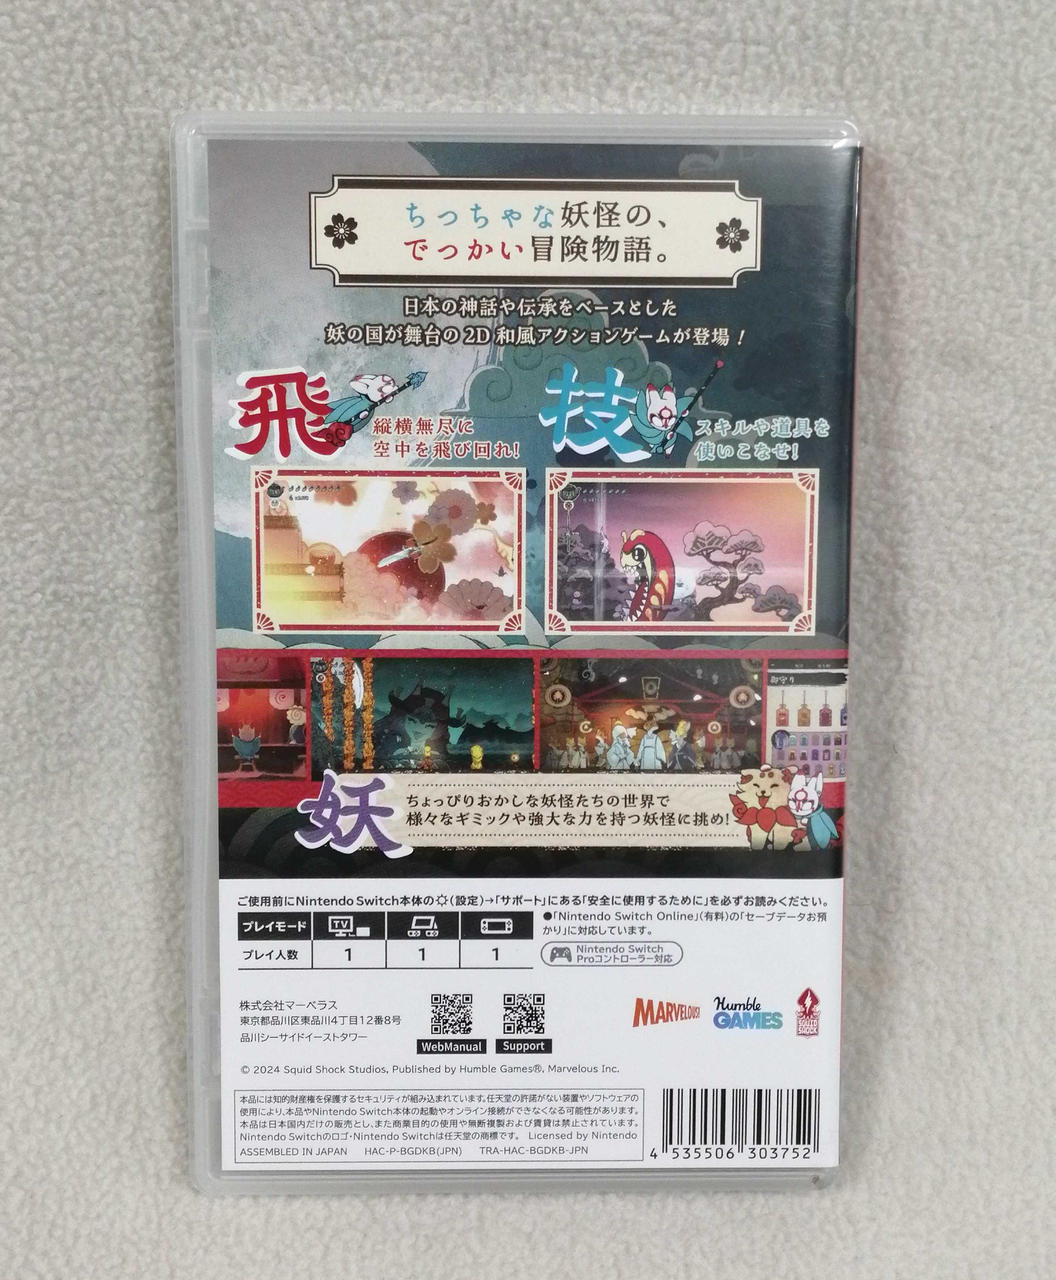 ちっちゃな妖怪の、
でっかい冒険物語。
日本の神話や伝承をベースとした
妖の国が舞台の 2D 和風アクションゲームが登場！
飛
縦横無尽に
空中を飛び回れ!
技
スキルや道具を
使いこなせ!
御守り
妖
ちょっぴりおかしな妖怪たちの世界で
様々なギミックや強大な力を持つ妖怪に挑め!
ご使用前にNintendo Switch本体の(設定)→「サポート」にある「安全に使用するために」を必ずお読みください。
プレイモード TV
プレイ人数 1 1 1
●「Nintendo Switch Online」(有料)の「セーブデータお預
かり」に対応しています。
Nintendo Switch
Proコントローラー対応
株式会社マーベラス
東京都品川区東品川4丁目12番8号
品川シーサイドイーストタワー
WebManual Support
MARVELOUS!
Humble
GAMES
SQUID
SHOCK
© 2024 Squid Shock Studios, Published by Humble Games®, Marvelous Inc.
本品には知的財産権を保護するセキュリティが組み込まれています。任天堂の許諾がない装置やソフトウェアの
使用により、本品やNintendo Switch本体の起動やオンライン接続ができなくなる可能性があります。
本品は日本国内だけの販売とし、また商業目的の使用や無断複製および賃貸は禁止されています。
Nintendo Switchのロゴ・Nintendo Switchは任天堂の商標です。 Licensed by Nintendo
ASSEMBLED IN JAPAN HAC-P-BGDKB(JPN) TRA-HAC-BGDKB-JPN
4 535506 303752